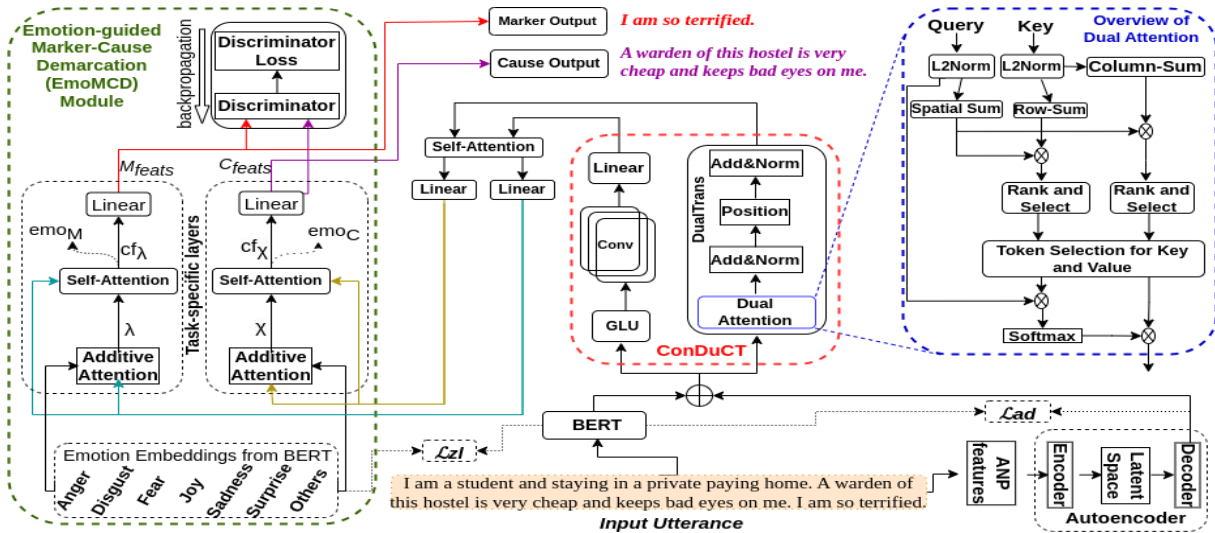 Emotion-guided
Marker-Cause
Demarcation
(EmoMCD)
Module
backpropagation
Discriminator
Loss
Discriminator
M_feats
C_feats
Linear
Linear
emo_M
cf_λ
cf_χ
emo_C
Self-Attention
Self-Attention
Task-specific layers
λ
χ
Additive
Attention
Additive
Attention
Emotion Embeddings from BERT
Anger
Disgust
Fear
Joy
Sadness
Surprise
Others
Marker Output
I am so terrified.
Cause Output
A warden of this hostel is very
cheap and keeps bad eyes on me.
Self-Attention
Linear
Linear
Linear
Conv
GLU
DualTrans
Add&Norm
Position
Add&Norm
Dual
Attention
ConDuCT
BERT
ℒzl
ℒad
I am a student and staying in a private paying home. A warden of
this hostel is very cheap and keeps bad eyes on me. I am so terrified.
Input Utterance
ANP
features
Encoder
Latent
Space
Decoder
Autoencoder
Query
Key
Overview of
Dual Attention
L2Norm
L2Norm
Column-Sum
Spatial Sum
Row-Sum
Rank and
Select
Rank and
Select
Token Selection for Key
and Value
Softmax